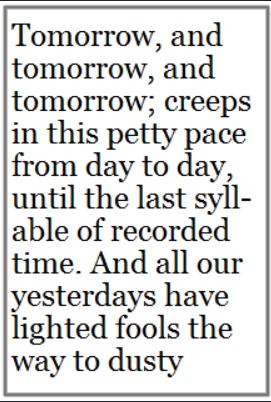 Tomorrow, and
tomorrow, and
tomorrow; creeps
in this petty pace
from day to day,
until the last syll-
able of recorded
time. And all our
yesterdays have
lighted fools the
way to dusty